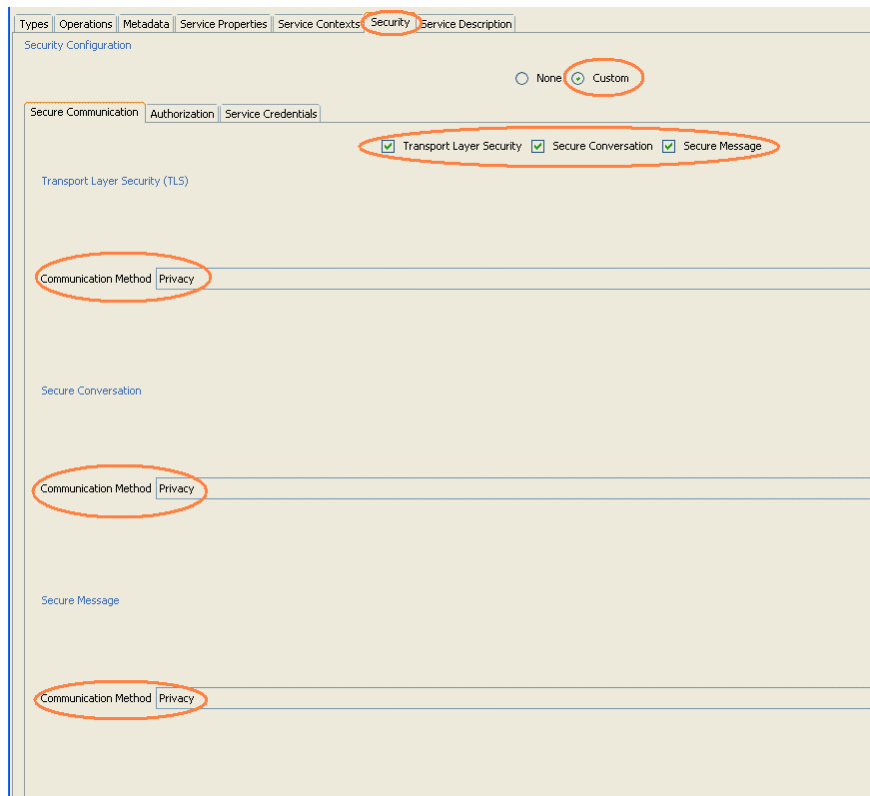 Types Operations Metadata Service Properties Service Contexts Security Service Description
Security Configuration
None Custom
Secure Communication Authorization Service Credentials
Transport Layer Security Secure Conversation Secure Message
Transport Layer Security (TLS)
Communication Method Privacy
Secure Conversation
Communication Method Privacy
Secure Message
Communication Method Privacy